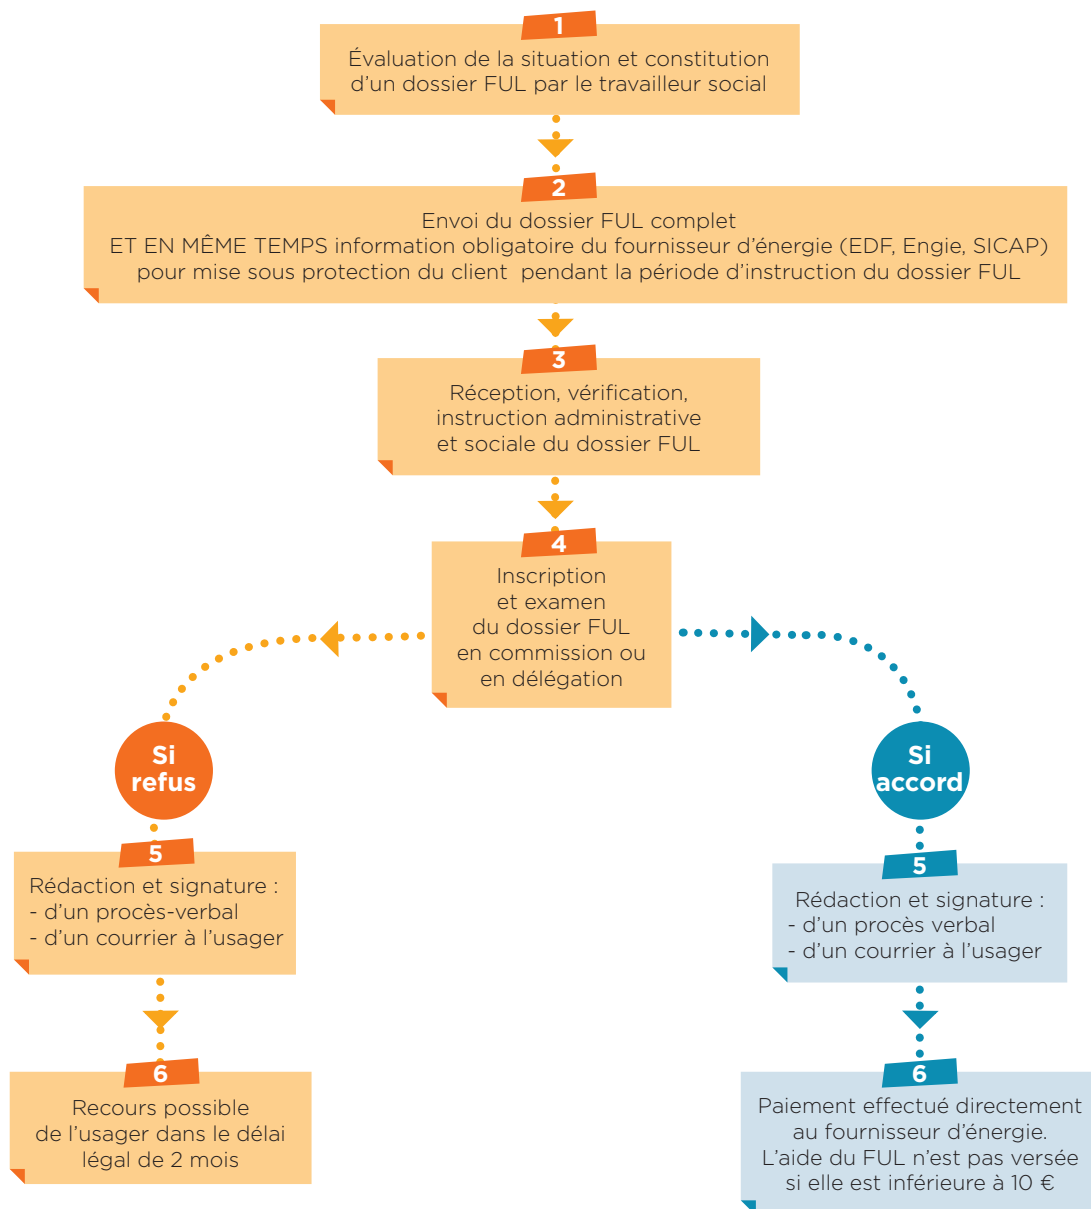 1
Évaluation de la situation et constitution
d'un dossier FUL par le travailleur social
2
Envoi du dossier FUL complet
ET EN MÊME TEMPS information obligatoire du fournisseur d'énergie (EDF, Engie, SICAP)
pour mise sous protection du client pendant la période d'instruction du dossier FUL
3
Réception, vérification,
instruction administrative
et sociale du dossier FUL
4
Inscription
et examen
du dossier FUL
en commission ou
en délégation
Si
refus
5
Rédaction et signature :
- d'un procès-verbal
- d'un courrier à l'usager
6
Recours possible
de l'usager dans le délai
légal de 2 mois
Si
accord
5
Rédaction et signature :
- d'un procès verbal
- d'un courrier à l'usager
6
Paiement effectué directement
au fournisseur d'énergie.
L'aide du FUL n'est pas versée
si elle est inférieure à 10 €